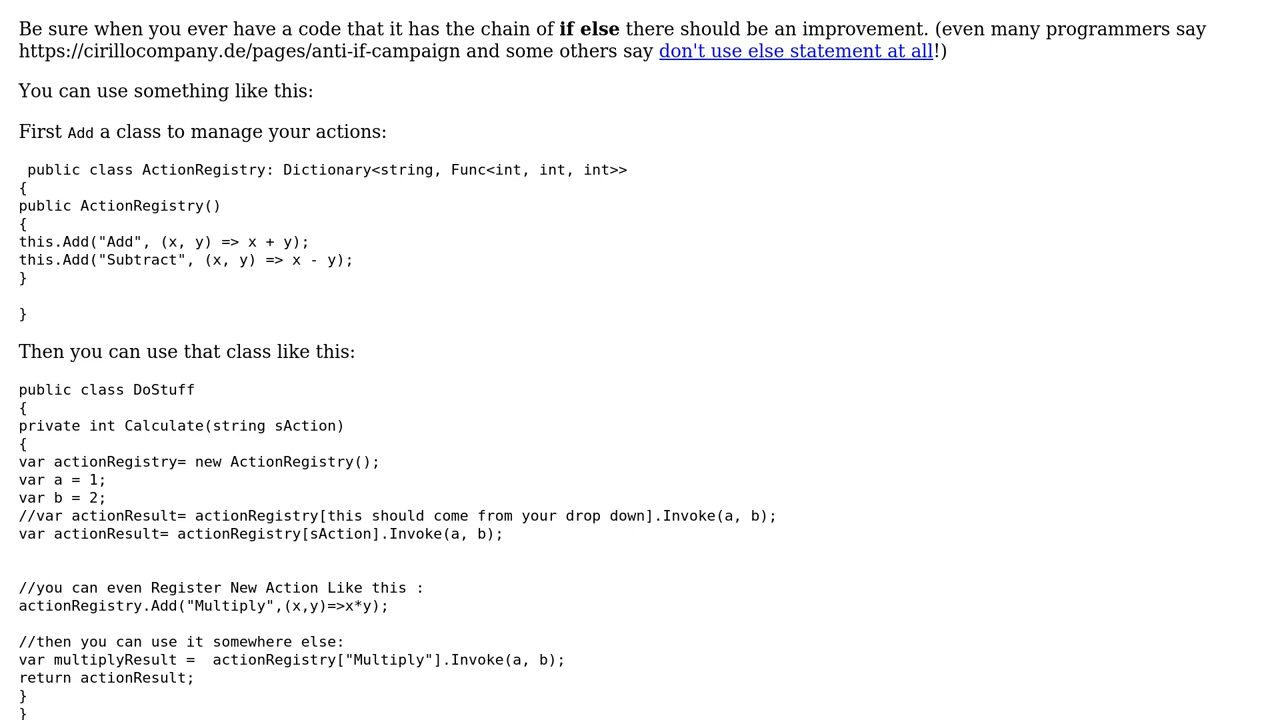 Be sure when you ever have a code that it has the chain of if else there should be an improvement. (even many programmers say
https://cirillocompany.de/pages/anti-if-campaign and some others say don't use else statement at all!)
You can use something like this:
First Add a class to manage your actions:
public class ActionRegistry: Dictionary<string, Func<int, int, int>>
{
public ActionRegistry()
{
this.Add("Add", (x, y) => x + y);
this.Add("Subtract", (x, y) => x - y);
}
}
Then you can use that class like this:
public class DoStuff
{
private int Calculate(string sAction)
{
var actionRegistry= new ActionRegistry();
var a = 1;
var b = 2;
//var actionResult= actionRegistry[this should come from your drop down].Invoke(a, b);
var actionResult= actionRegistry[sAction].Invoke(a, b);
//you can even Register New Action Like this :
actionRegistry.Add("Multiply",(x,y)=>x*y);
//then you can use it somewhere else:
var multiplyResult =  actionRegistry["Multiply"].Invoke(a, b);
return actionResult;
}
}